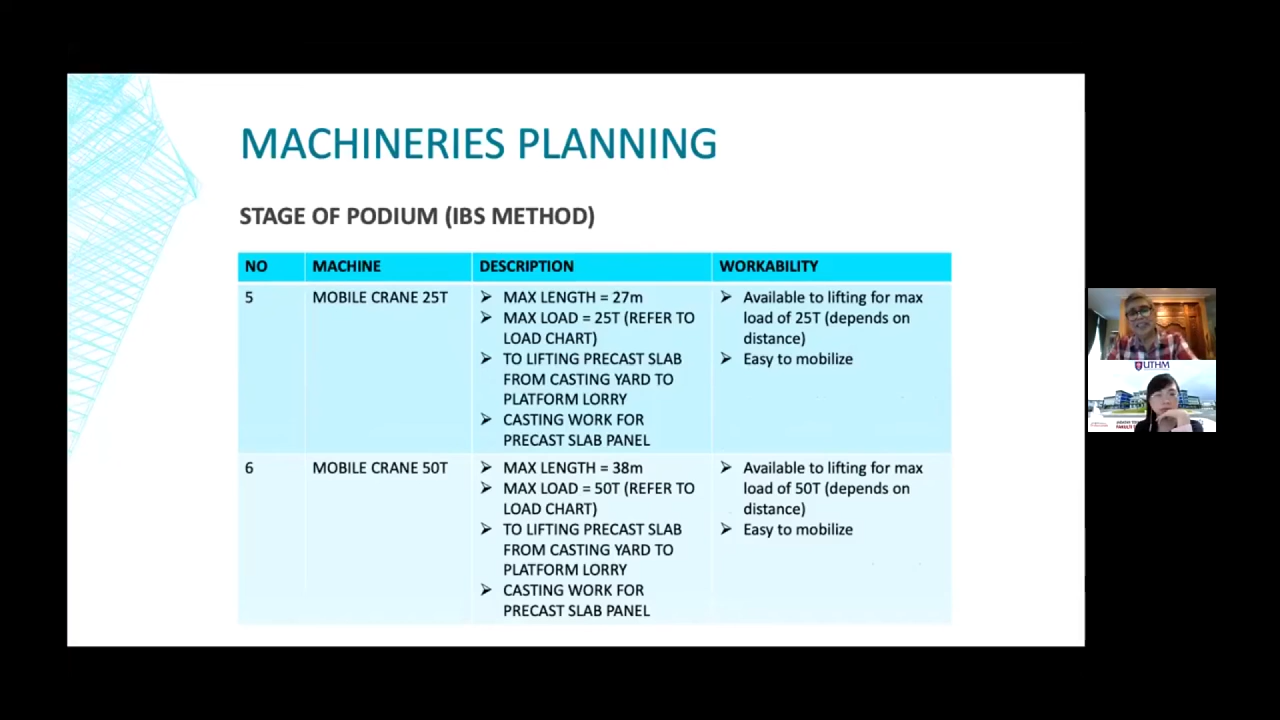 MACHINERIES PLANNING
STAGE OF PODIUM (IBS METHOD)
NO MACHINE DESCRIPTION WORKABILITY
5 MOBILE CRANE 25T
➢ MAX LENGTH = 27m
➢ MAX LOAD = 25T (REFER TO
LOAD CHART)
➢ TO LIFTING PRECAST SLAB
FROM CASTING YARD TO
PLATFORM LORRY
➢ CASTING WORK FOR
PRECAST SLAB PANEL
➢ Available to lifting for max
load of 25T (depends on
distance)
➢ Easy to mobilize
6 MOBILE CRANE 50T
➢ MAX LENGTH = 38m
➢ MAX LOAD = 50T (REFER TO
LOAD CHART)
➢ TO LIFTING PRECAST SLAB
FROM CASTING YARD TO
PLATFORM LORRY
➢ CASTING WORK FOR
PRECAST SLAB PANEL
➢ Available to lifting for max
load of 50T (depends on
distance)
➢ Easy to mobilize
UTHM